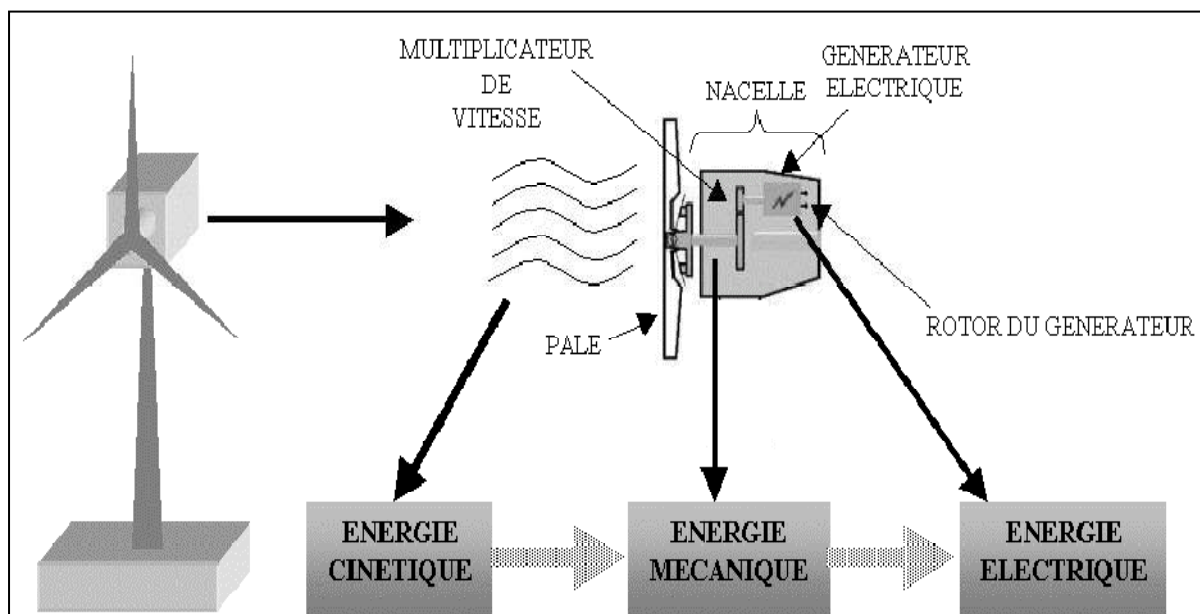 MULTIPLICATEUR
DE
VITESSE
GENERATEUR
ELECTRIQUE
NACELLE
PALE
ROTOR DU GENERATEUR
ENERGIE
CINETIQUE
ENERGIE
MECANIQUE
ENERGIE
ELECTRIQUE